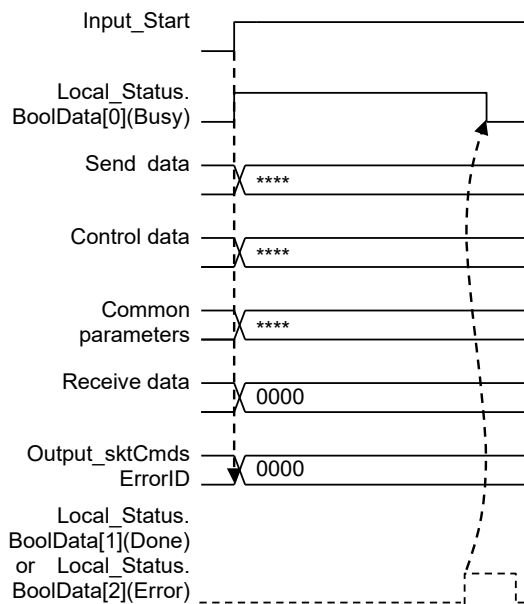 Input_Start
Local_Status.
BoolData[0](Busy)
Send data
****
Control data
****
Common
parameters
****
Receive data
0000
Output_sktCmds
ErrorID
0000
Local_Status.
BoolData[1](Done)
or Local_Status.
BoolData[2](Error)